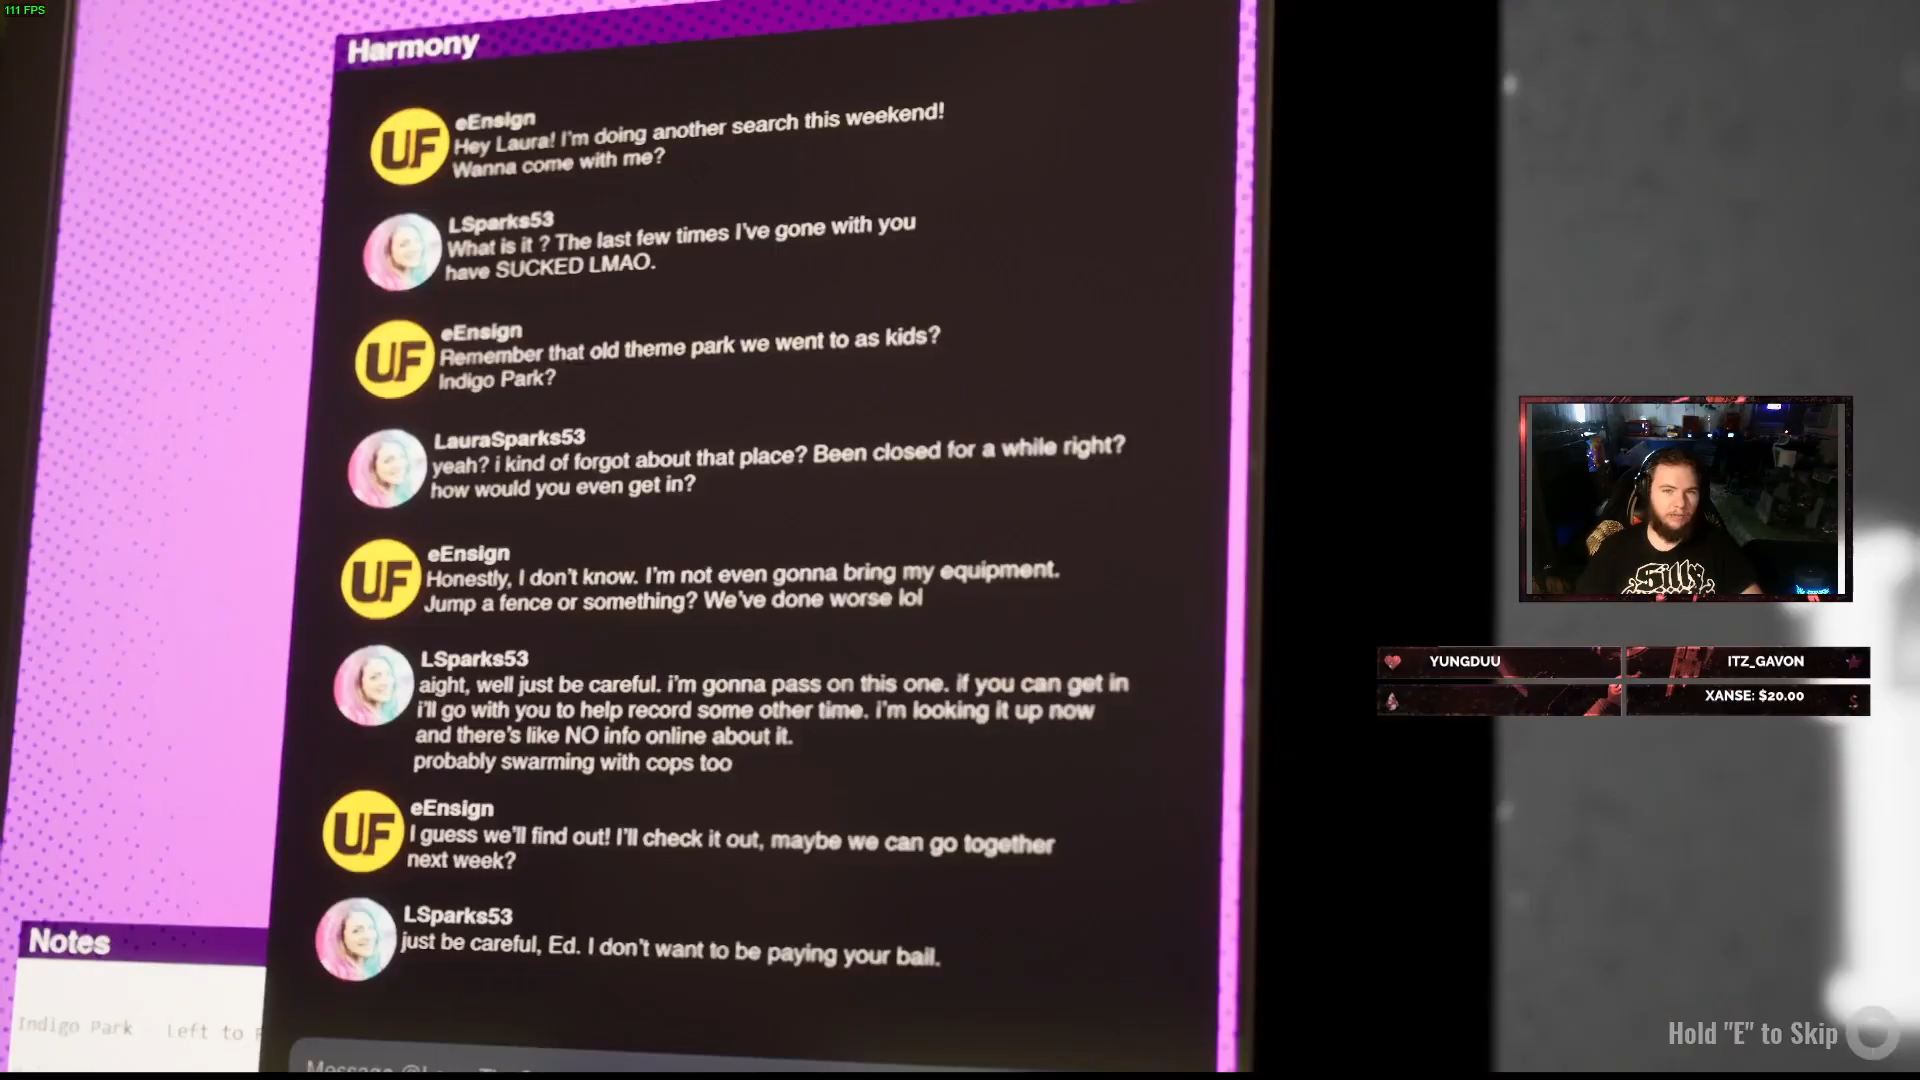 111 FPS
Harmony
UF
eEnsign
Hey Laura! I'm doing another search this weekend!
Wanna come with me?
LSparks53
What is it ? The last few times I've gone with you
have SUCKED LMAO.
UF
eEnsign
Remember that old theme park we went to as kids?
Indigo Park?
LauraSparks53
yeah? i kind of forgot about that place? Been closed for a while right?
how would you even get in?
UF
eEnsign
Honestly, I don't know. I'm not even gonna bring my equipment.
Jump a fence or something? We've done worse lol
LSparks53
aight, well just be careful. i'm gonna pass on this one. if you can get in
i'll go with you to help record some other time. i'm looking it up now
and there's like NO info online about it.
probably swarming with cops too
UF
eEnsign
I guess we'll find out! I'll check it out, maybe we can go together
next week?
LSparks53
just be careful, Ed. I don't want to be paying your bail.
Notes
Indigo Park Left to
Message
YUNGDUU
ITZ_GAVON
XANSE: $20.00
Hold "E" to Skip